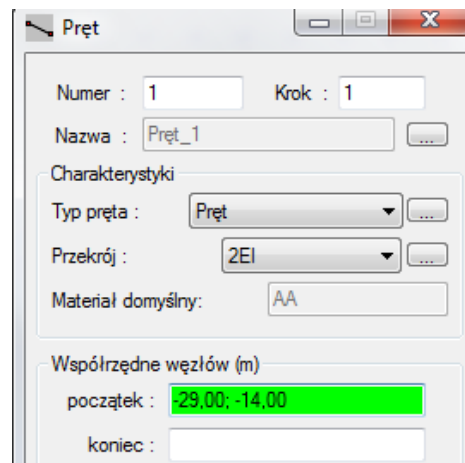 Pręt
Numer : 1 Krok : 1
Nazwa : Pręt_1 ...
Charakterystyki
Typ pręta : Pręt ...
Przekrój : 2EI ...
Materiał domyślny: AA
Współrzędne węzłów (m)
początek : -29,00; -14,00
koniec :